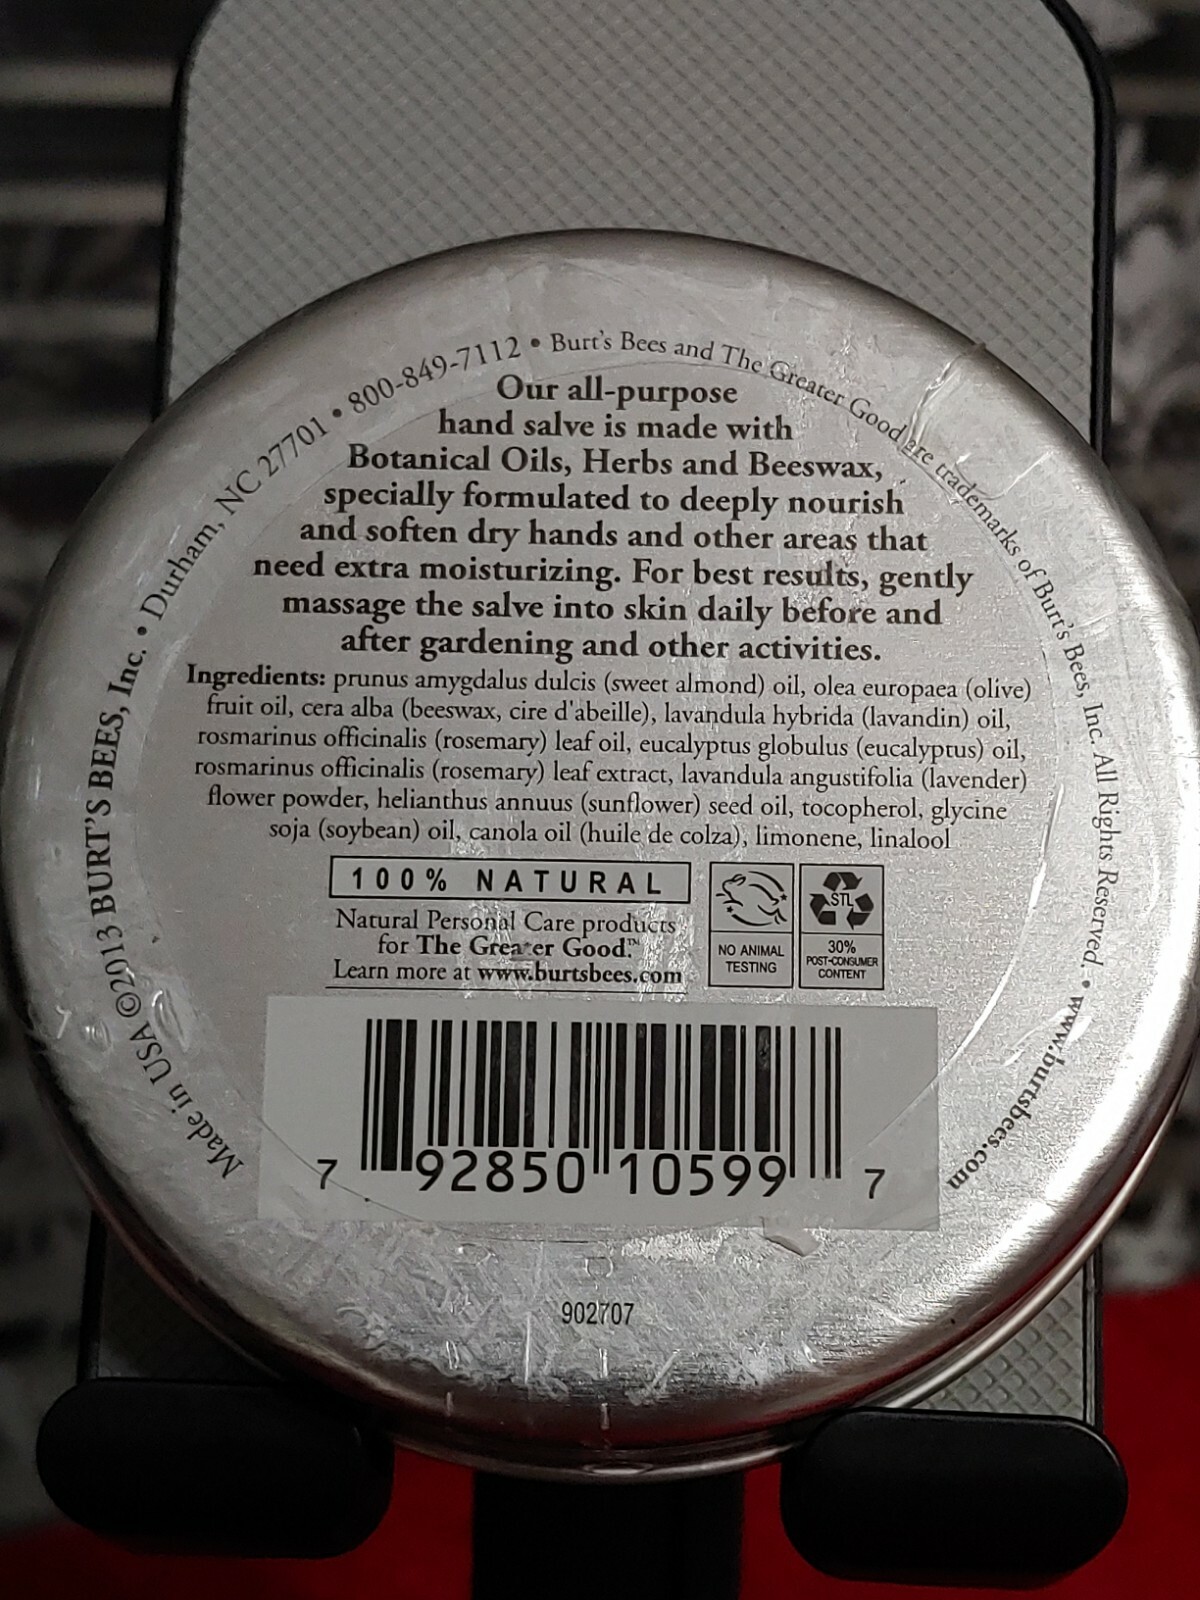 Made in USA ©2013 BURT'S BEES, Inc. • Durham, NC 27701 • 800-849-7112 • Burt's Bees and The Greater Good are trademarks of Burt's Bees, Inc. All Rights Reserved. • www.burtsbees.com
Our all-purpose
hand salve is made with
Botanical Oils, Herbs and Beeswax,
specially formulated to deeply nourish
and soften dry hands and other areas that
need extra moisturizing. For best results, gently
massage the salve into skin daily before and
after gardening and other activities.
Ingredients: prunus amygdalus dulcis (sweet almond) oil, olea europaea (olive)
fruit oil, cera alba (beeswax, cire d'abeille), lavandula hybrida (lavandin) oil,
rosmarinus officinalis (rosemary) leaf oil, eucalyptus globulus (eucalyptus) oil,
rosmarinus officinalis (rosemary) leaf extract, lavandula angustifolia (lavender)
flower powder, helianthus annuus (sunflower) seed oil, tocopherol, glycine
soja (soybean) oil, canola oil (huile de colza), limonene, linalool
100% NATURAL
Natural Personal Care products
for The Greater Good.™
Learn more at www.burtsbees.com
NO ANIMAL
TESTING
STL
30%
POST-CONSUMER
CONTENT
7 92850 10599 7
902707